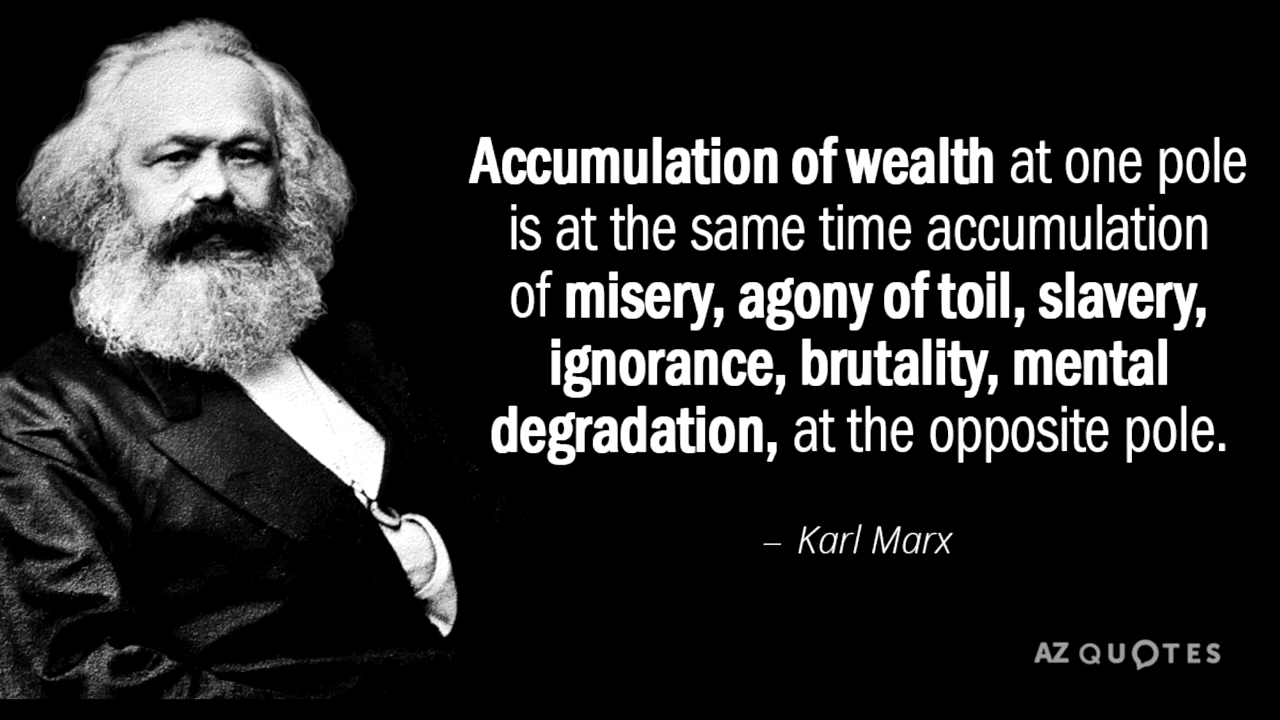 Accumulation of wealth at one pole
is at the same time accumulation
of misery, agony of toil, slavery,
ignorance, brutality, mental
degradation, at the opposite pole.
– Karl Marx
AZ QUOTES